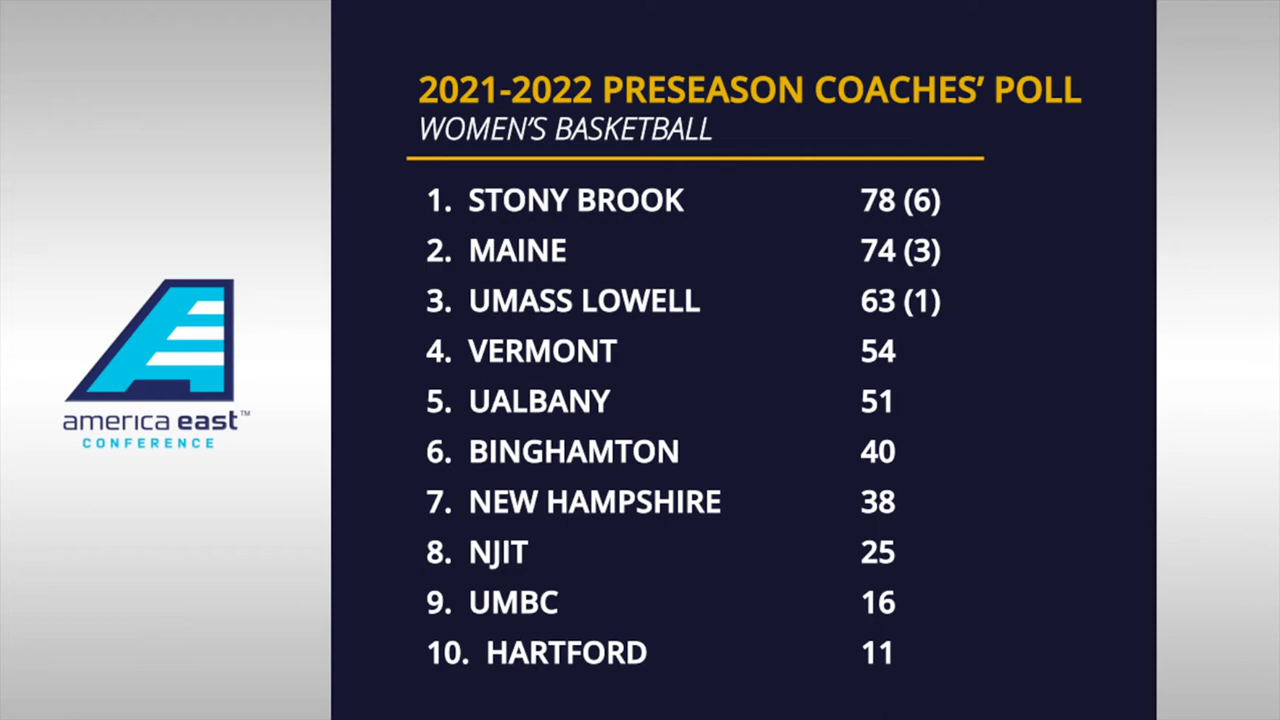 2021-2022 PRESEASON COACHES’ POLL
WOMEN’S BASKETBALL
1. STONY BROOK 78 (6)
2. MAINE 74 (3)
3. UMASS LOWELL 63 (1)
4. VERMONT 54
5. UALBANY 51
6. BINGHAMTON 40
7. NEW HAMPSHIRE 38
8. NJIT 25
9. UMBC 16
10. HARTFORD 11
america east™
CONFERENCE